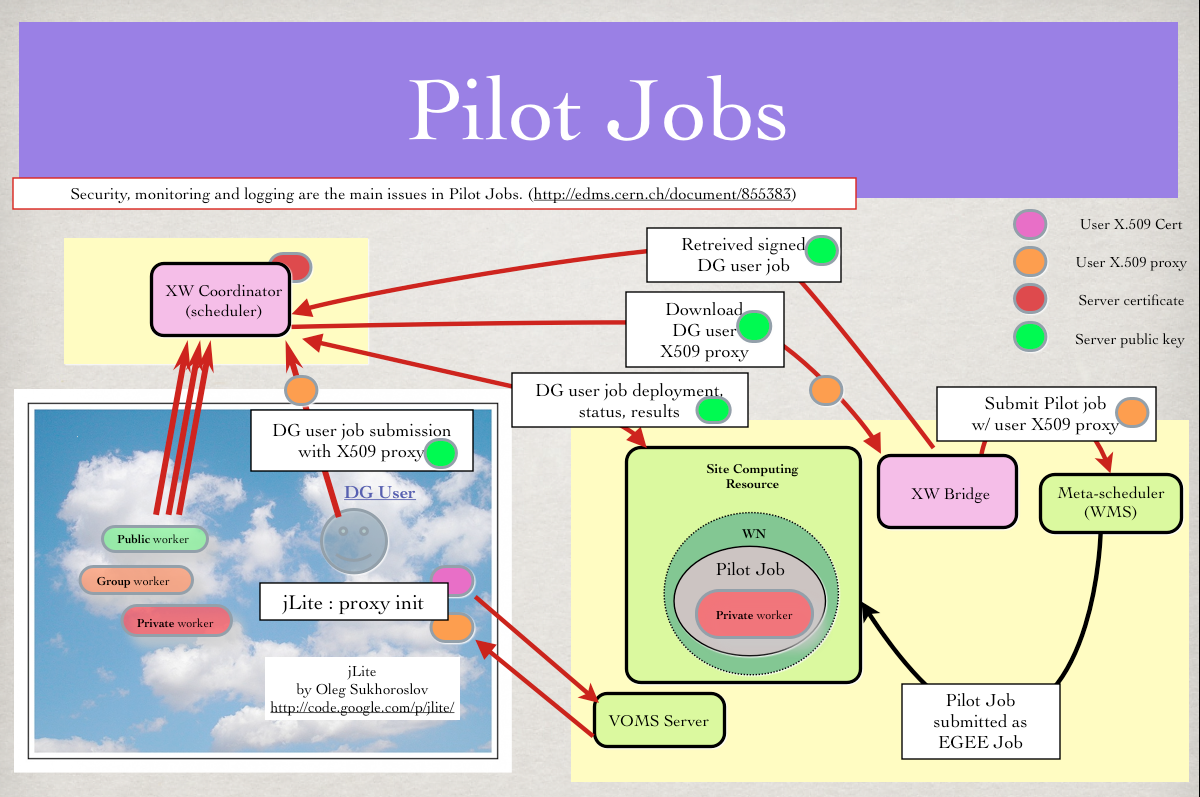 Pilot Jobs
Security, monitoring and logging are the main issues in Pilot Jobs. (http://edms.cern.ch/document/855383)
User X.509 Cert
User X.509 proxy
Server certificate
Server public key
Retreived signed
DG user job
XW Coordinator
(scheduler)
Download
DG user
X509 proxy
DG user job deployment,
status, results
Submit Pilot job
w/ user X509 proxy
DG user job submission
with X509 proxy
DG User
Site Computing
Resource
XW Bridge
Meta-scheduler
(WMS)
WN
Pilot Job
Private worker
Public worker
Group worker
Private worker
jLite : proxy init
jLite
by Oleg Sukhoroslov
http://code.google.com/p/jlite/
VOMS Server
Pilot Job
submitted as
EGEE Job